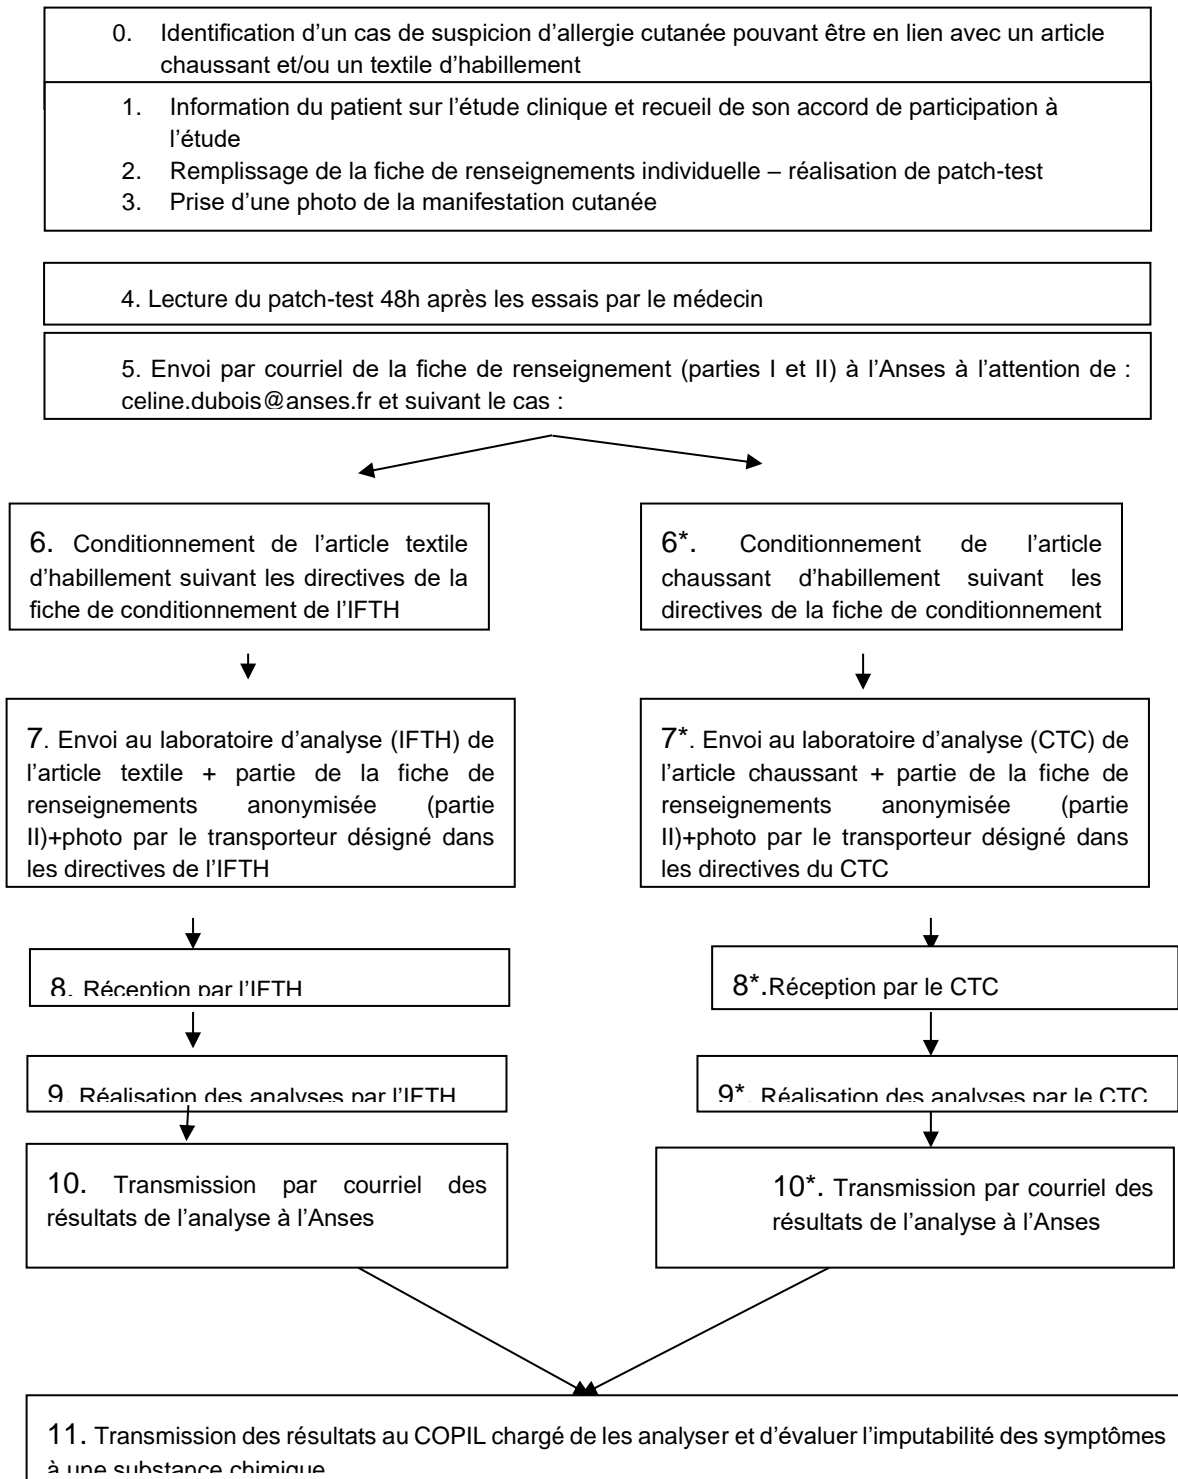 0. Identification d’un cas de suspicion d’allergie cutanée pouvant être en lien avec un article
chaussant et/ou un textile d’habillement
1. Information du patient sur l’étude clinique et recueil de son accord de participation à
l’étude
2. Remplissage de la fiche de renseignements individuelle – réalisation de patch-test
3. Prise d’une photo de la manifestation cutanée
4. Lecture du patch-test 48h après les essais par le médecin
5. Envoi par courriel de la fiche de renseignement (parties I et II) à l’Anses à l’attention de :
celine.dubois@anses.fr et suivant le cas :
6. Conditionnement de l’article textile
d’habillement suivant les directives de la
fiche de conditionnement de l’IFTH
6*. Conditionnement de l’article
chaussant d’habillement suivant les
directives de la fiche de conditionnement
7. Envoi au laboratoire d’analyse (IFTH) de
l’article textile + partie de la fiche de
renseignements anonymisée (partie
II)+photo par le transporteur désigné dans
les directives de l’IFTH
7*. Envoi au laboratoire d’analyse (CTC) de
l’article chaussant + partie de la fiche de
renseignements anonymisée (partie
II)+photo par le transporteur désigné dans
les directives du CTC
8. Réception par l’IFTH
8*.Réception par le CTC
9. Réalisation des analyses par l’IFTH
9*. Réalisation des analyses par le CTC
10. Transmission par courriel des
résultats de l’analyse à l’Anses
10*. Transmission par courriel des
résultats de l’analyse à l’Anses
11. Transmission des résultats au COPIL chargé de les analyser et d’évaluer l’imputabilité des symptômes
à une substance chimique